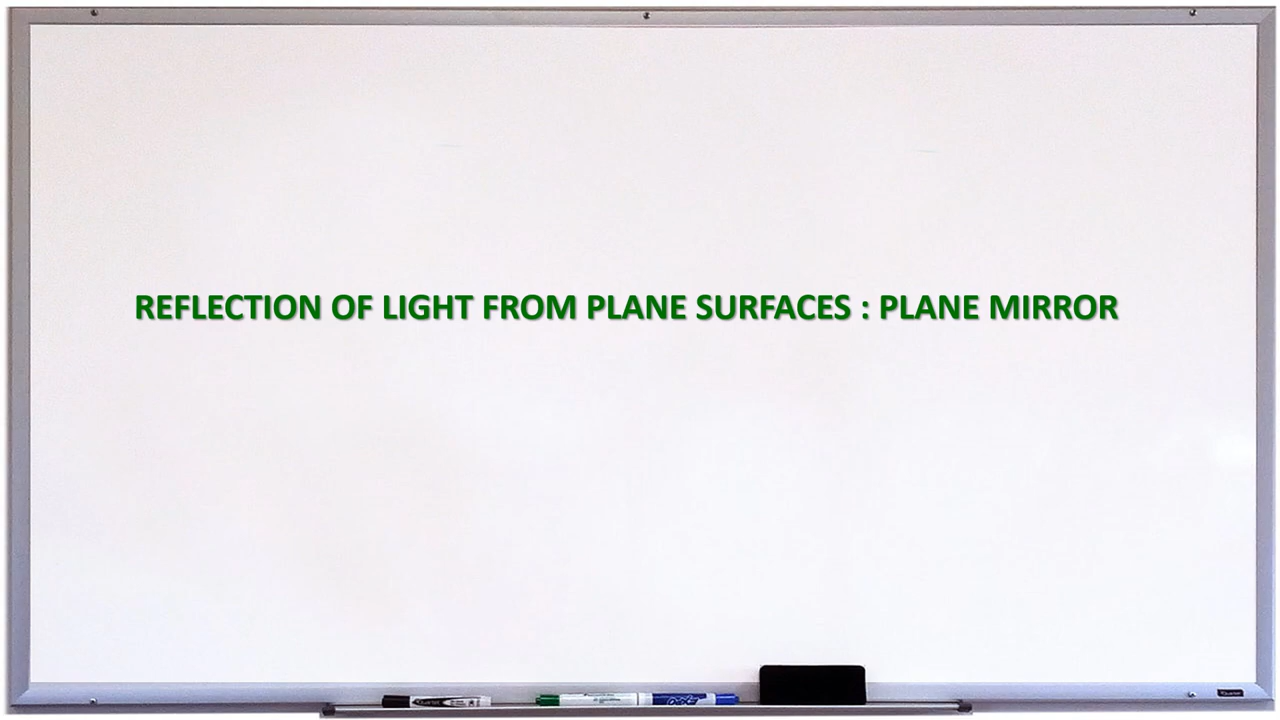 REFLECTION OF LIGHT FROM PLANE SURFACES : PLANE MIRROR